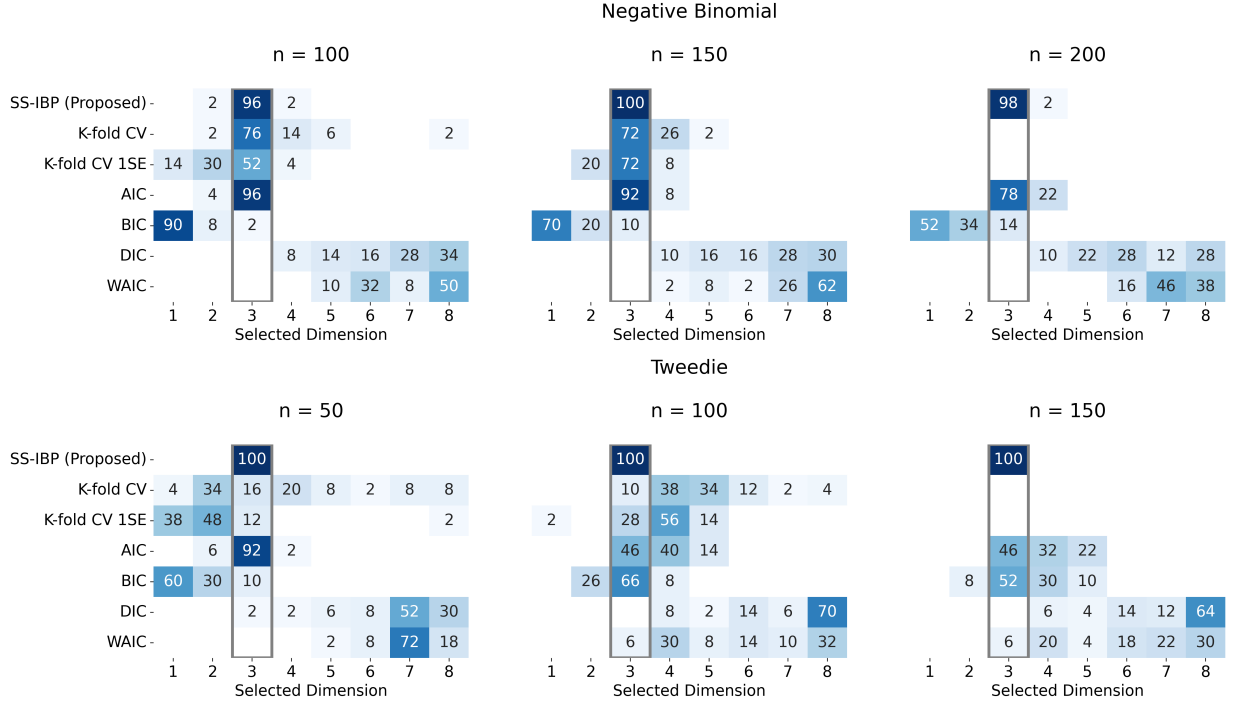 Negative Binomial
n = 100 n = 150 n = 200
SS-IBP (Proposed) 2 96 2 100 98 2
K-fold CV 2 76 14 6 2 72 26 2
K-fold CV 1SE 14 30 52 4 20 72 8
AIC 4 96 92 8 78 22
BIC 90 8 2 70 20 10 52 34 14
DIC 8 14 16 28 34 10 16 16 28 30 10 22 28 12 28
WAIC 10 32 8 50 2 8 2 26 62 16 46 38
1 2 3 4 5 6 7 8 1 2 3 4 5 6 7 8 1 2 3 4 5 6 7 8
Selected Dimension Selected Dimension Selected Dimension
Tweedie
n = 50 n = 100 n = 150
SS-IBP (Proposed) 100 100 100
K-fold CV 4 34 16 20 8 2 8 8 10 38 34 12 2 4
K-fold CV 1SE 38 48 12 2 2 28 56 14
AIC 6 92 2 46 40 14 46 32 22
BIC 60 30 10 26 66 8 8 52 30 10
DIC 2 2 6 8 52 30 8 2 14 6 70 6 4 14 12 64
WAIC 2 8 72 18 6 30 8 14 10 32 6 20 4 18 22 30
1 2 3 4 5 6 7 8 1 2 3 4 5 6 7 8 1 2 3 4 5 6 7 8
Selected Dimension Selected Dimension Selected Dimension